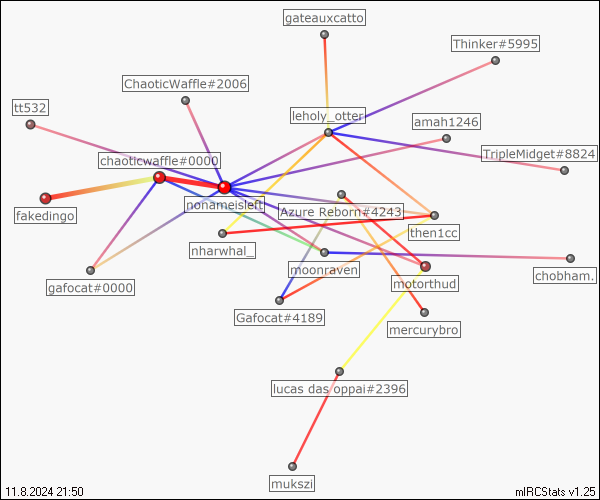 gateauxcatto
Thinker#5995
ChaoticWaffle#2006
tt532
leholy_otter
amah1246
TripleMidget#8824
chaoticwaffle#0000
nonameisleft
Azure Reborn#4243
fakedingo
then1cc
nharwhal_
moonraven
chobham.
motorthud
gafocat#0000
Gafocat#4189
mercurybro
lucas das oppai#2396
mukszi
11.8.2024 21:50
mIRCStats v1.25